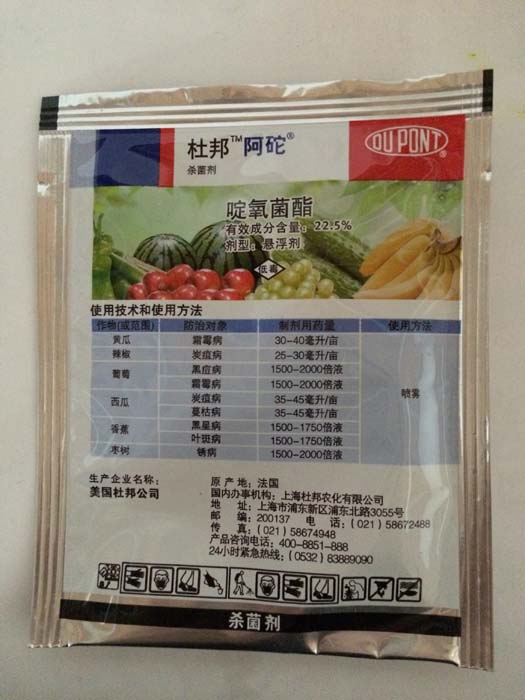 杜邦™ 阿砣®
杀菌剂
DU PONT®
啶氧菌酯
有效成分含量：22.5%
剂型：悬浮剂
低毒
使用技术和使用方法
作物(或范围) 防治对象 制剂用药量 使用方法
黄瓜 霜霉病 30-40毫升/亩
辣椒 炭疽病 25-30毫升/亩
葡萄 黑痘病 1500-2000倍液
霜霉病 1500-2000倍液
喷雾
西瓜 炭疽病 35-45毫升/亩
蔓枯病 35-45毫升/亩
香蕉 黑星病 1500-1750倍液
叶斑病 1500-1750倍液
枣树 锈病 1500-2000倍液
生产企业名称：
美国杜邦公司
原产地：法国
国内办事机构：上海杜邦农化有限公司
地 址：上海市浦东新区浦东北路3055号
邮 编：200137 电 话：(021) 58672488
传 真：(021) 58674948
产品咨询电话：400-8851-888
24小时紧急热线：(0532) 83889090
杀菌剂